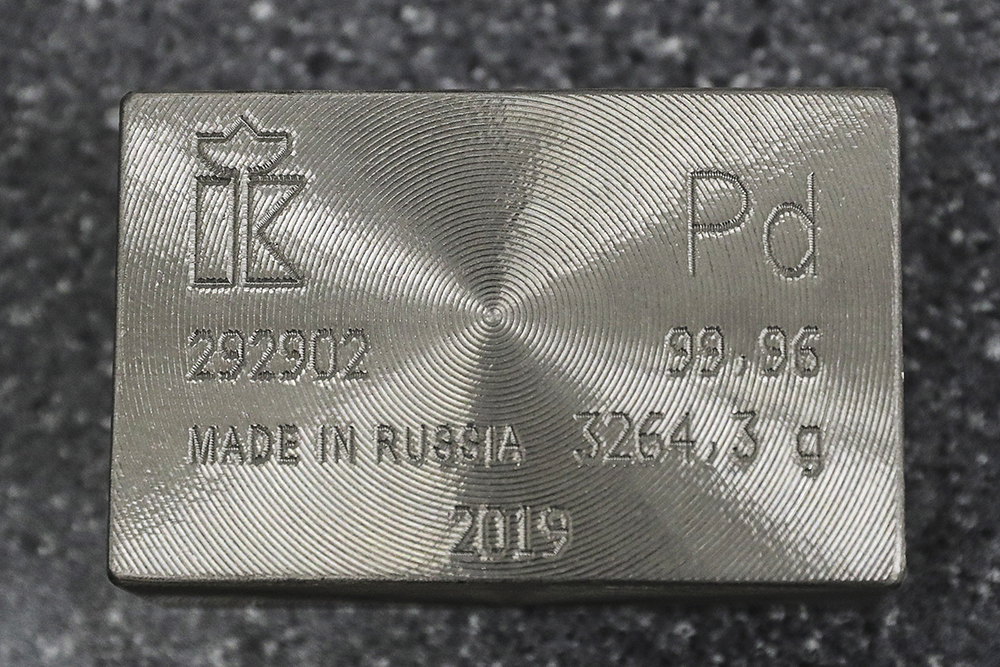 Pd
292902 99,96
MADE IN RUSSIA 3264,3 g
2019